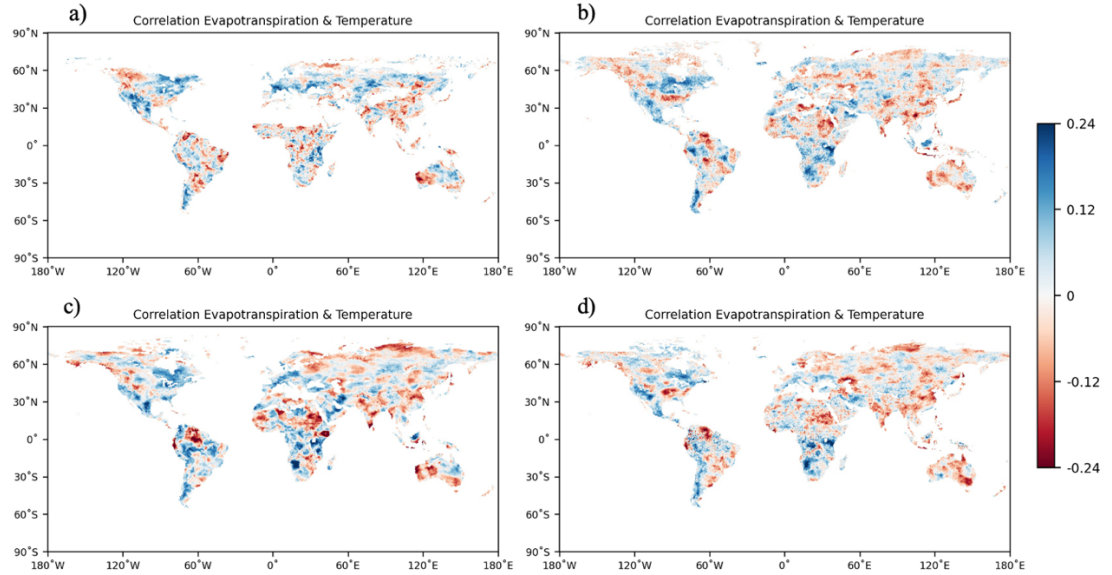 a)
Correlation Evapotranspiration & Temperature
90˚N
60˚N
30˚N
0˚
30˚S
60˚S
90˚S
180˚W 120˚W 60˚W 0˚ 60˚E 120˚E 180˚E
b)
Correlation Evapotranspiration & Temperature
90˚N
60˚N
30˚N
0˚
30˚S
60˚S
90˚S
180˚W 120˚W 60˚W 0˚ 60˚E 120˚E 180˚E
c)
Correlation Evapotranspiration & Temperature
90˚N
60˚N
30˚N
0˚
30˚S
60˚S
90˚S
180˚W 120˚W 60˚W 0˚ 60˚E 120˚E 180˚E
d)
Correlation Evapotranspiration & Temperature
90˚N
60˚N
30˚N
0˚
30˚S
60˚S
90˚S
180˚W 120˚W 60˚W 0˚ 60˚E 120˚E 180˚E
0.24
0.12
0
-0.12
-0.24